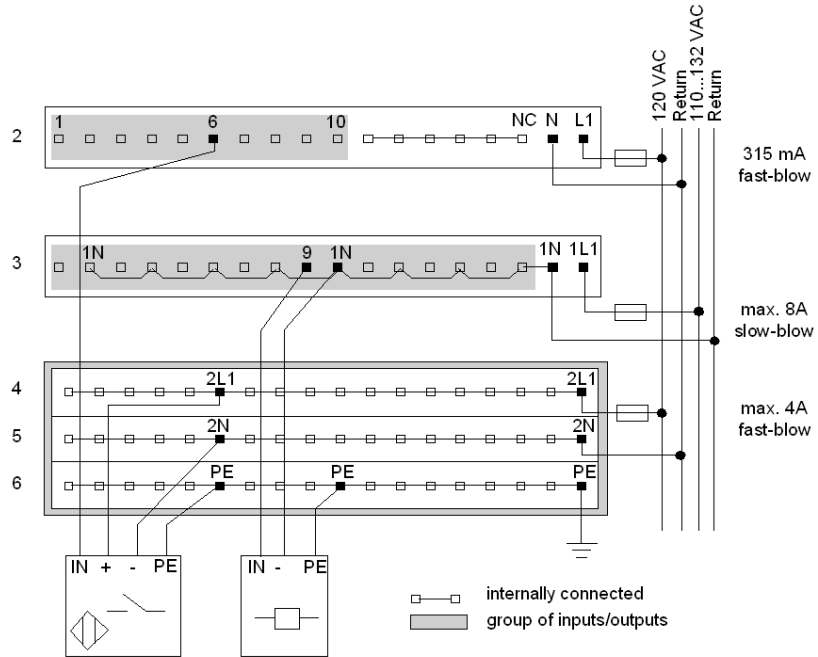 120 VAC
Return
110...132 VAC
Return
1 6 10 NC N L1
2
315 mA
fast-blow
1N 9 1N 1N 1L1
3
max. 8A
slow-blow
2L1 2L1
4
max. 4A
fast-blow
2N 2N
5
PE PE PE
6
IN + - PE
IN - PE
internally connected
group of inputs/outputs